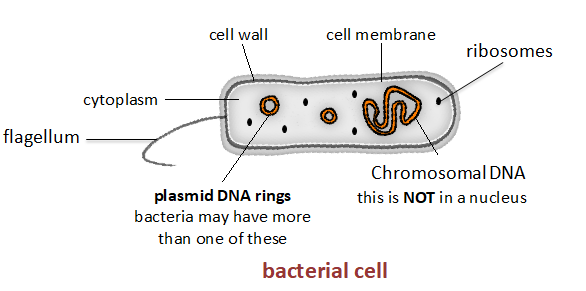 cell wall
cell membrane
ribosomes
cytoplasm
flagellum
plasmid DNA rings
bacteria may have more
than one of these
Chromosomal DNA
this is NOT in a nucleus
bacterial cell